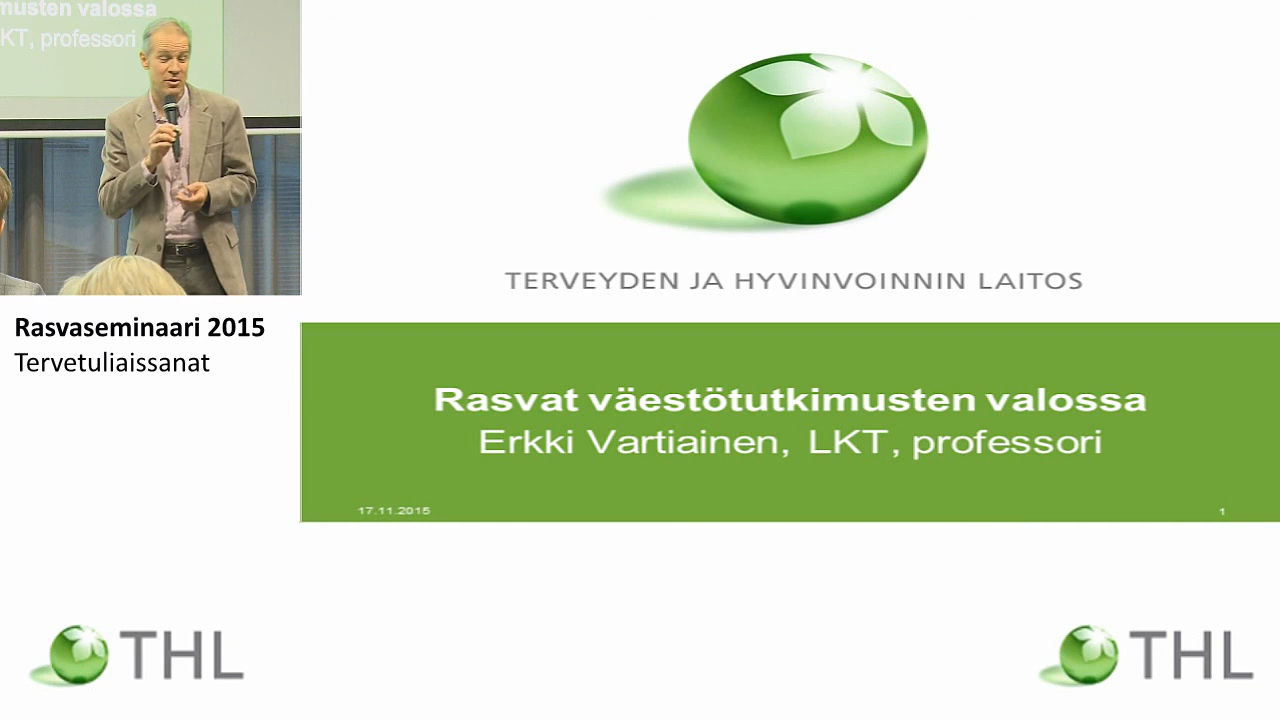 musten valossa
KT, professori
Rasvaseminaari 2015
Tervetuliaissanat
TERVEYDEN JA HYVINVOINNIN LAITOS
Rasvat väestötutkimusten valossa
Erkki Vartiainen, LKT, professori
17.11.2015
1
THL
THL